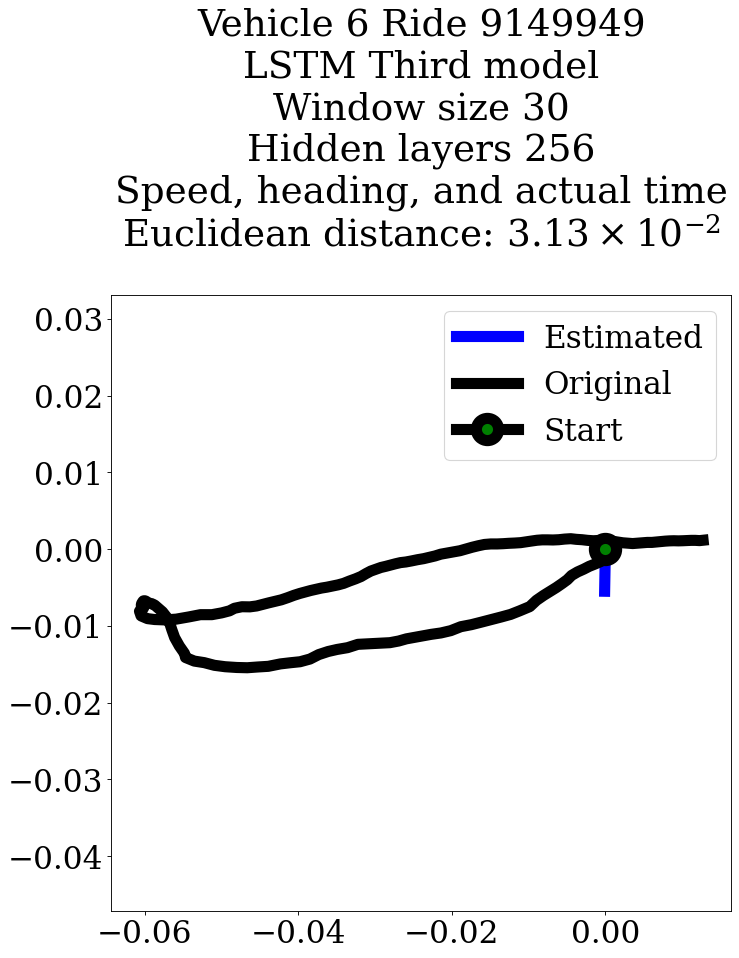 Vehicle 6 Ride 9149949
LSTM Third model
Window size 30
Hidden layers 256
Speed, heading, and actual time
Euclidean distance: 3.13 × 10⁻²
Estimated
Original
Start
0.03
0.02
0.01
0.00
−0.01
−0.02
−0.03
−0.04
−0.06 −0.04 −0.02 0.00